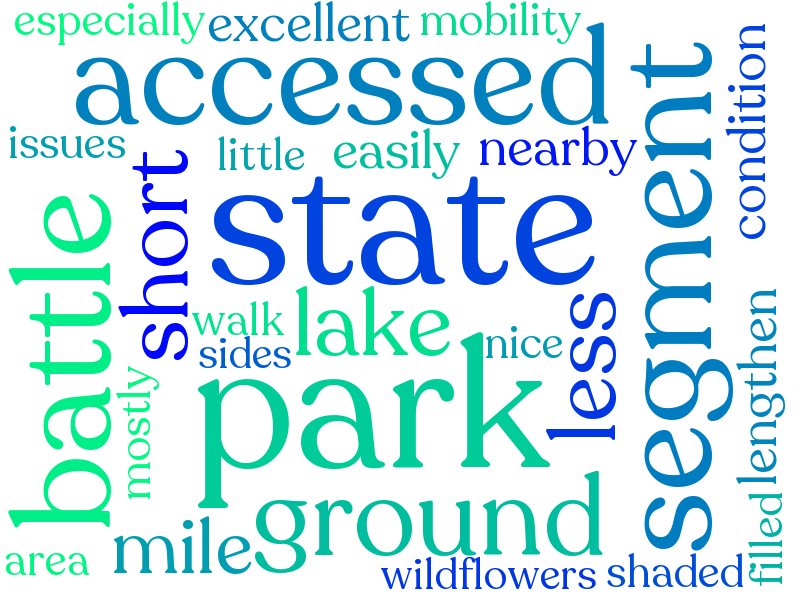 especially excellent mobility
accessed
segment
condition
issues
little
easily
nearby
short
state
battle
walk
lake
sides
nice
less
lengthen
mostly
park
ground
mile
area
wildflowers
shaded
filled